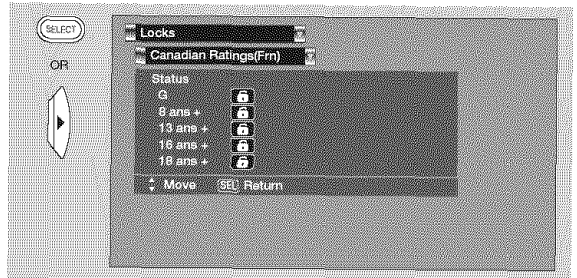 SELECT
OR
Locks
Canadian Ratings(Frn)
Status
G
8 ans +
13 ans +
16 ans +
18 ans +
Move SEL Return